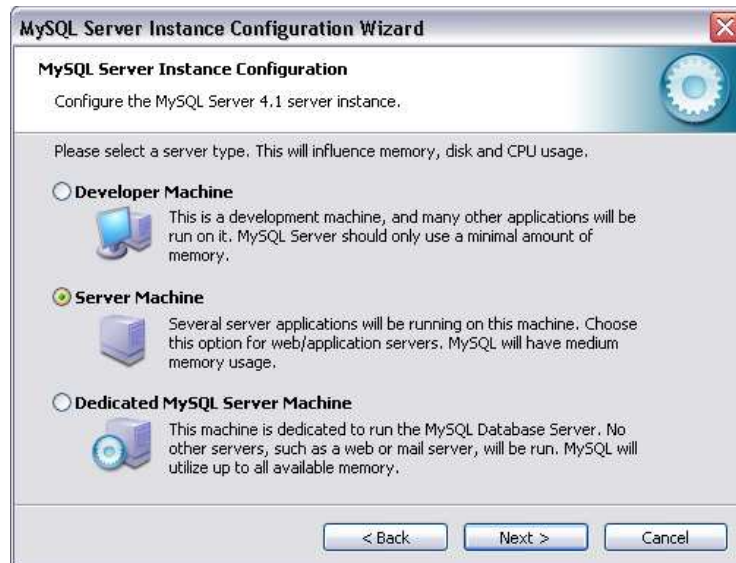 MySQL Server Instance Configuration Wizard
MySQL Server Instance Configuration
Configure the MySQL Server 4.1 server instance.
Please select a server type. This will influence memory, disk and CPU usage.
Developer Machine
This is a development machine, and many other applications will be
run on it. MySQL Server should only use a minimal amount of
memory.
Server Machine
Several server applications will be running on this machine. Choose
this option for web/application servers. MySQL will have medium
memory usage.
Dedicated MySQL Server Machine
This machine is dedicated to run the MySQL Database Server. No
other servers, such as a web or mail server, will be run. MySQL will
utilize up to all available memory.
< Back Next > Cancel